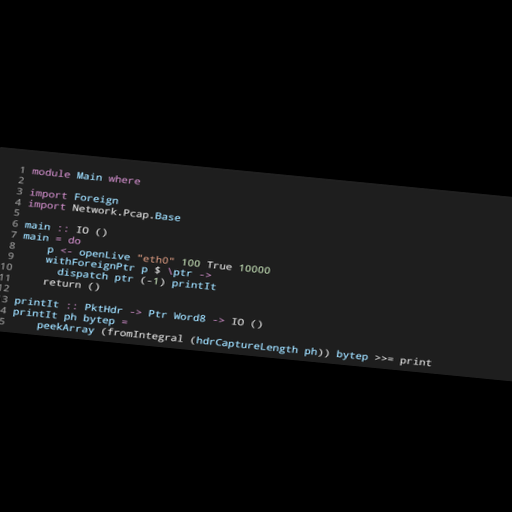 1 module Main where
2
3 import Foreign
4 import Network.Pcap.Base
5
6 main :: IO ()
7 main = do
8 p <- openLive "eth0" 100 True 10000
9 withForeignPtr p $ \ptr ->
10 dispatch ptr (-1) printIt
11 return ()
12
3 printIt :: PktHdr -> Ptr Word8 -> IO ()
4 printIt ph bytep =
5 peekArray (fromIntegral (hdrCaptureLength ph)) bytep >>= print